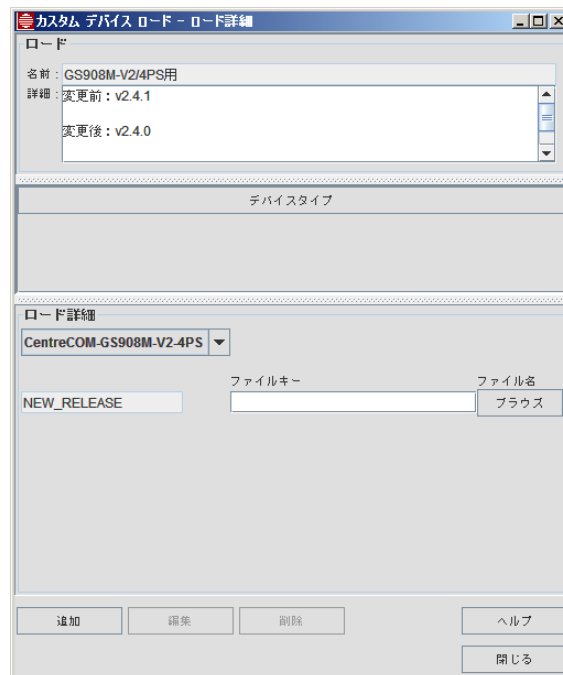 カスタム デバイス ロード - ロード詳細
ロード
名前 : GS908M-V2/4PS用
詳細 : 変更前：v2.4.1
変更後：v2.4.0
デバイスタイプ
ロード詳細
CentreCOM-GS908M-V2-4PS
ファイルキー ファイル名
NEW_RELEASE ブラウズ
追加 編集 削除 ヘルプ
閉じる